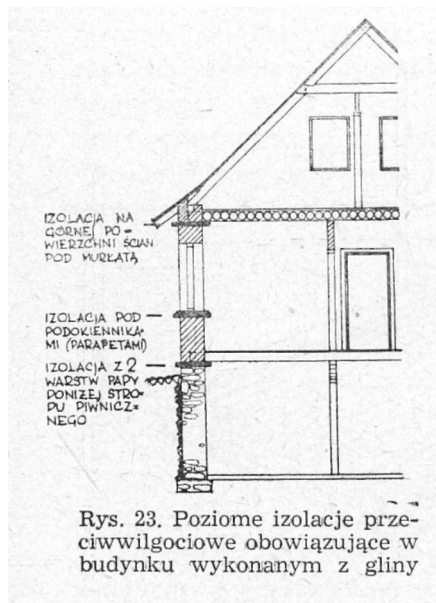 IZOLACJA NA
GÓRNEJ PO-
WIERZCHNI ŚCIAN
POD MURŁATĄ
IZOLACJA POD
PODOKIENNIKA-
MI (PARAPETAMI)
IZOLACJA Z 2
WARSTW PAPY
PONIŻEJ STRO-
PU PIWNICZ-
NEGO
Rys. 23. Poziome izolacje prze-
ciwwilgociowe obowiązujące w
budynku wykonanym z gliny